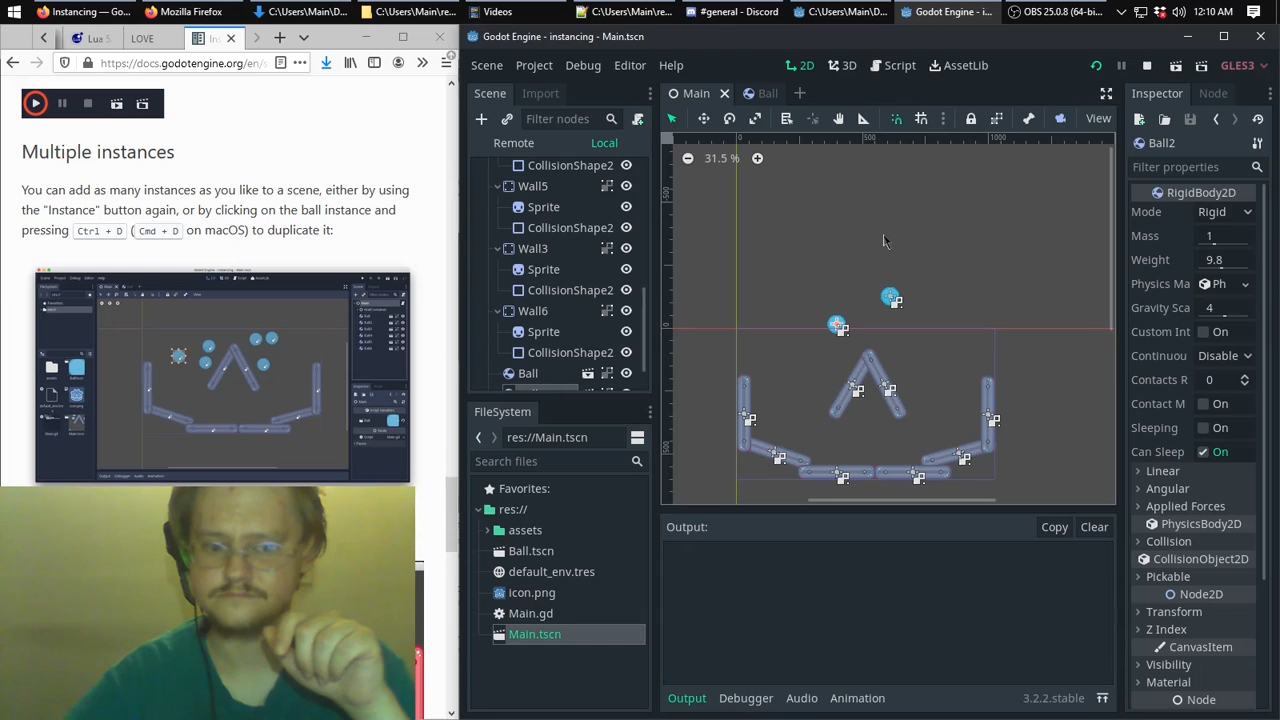 Instancing — Go...
Mozilla Firefox
C:\Users\Main\D...
C:\Users\Main\re...
Videos
C:\Users\Main\re...
#general - Discord
C:\Users\Main\D...
Godot Engine - i...
OBS 25.0.8 (64-bi...
12:10 AM
Lua 5.
LOVE
Ins
https://docs.godotengine.org/en/s
Multiple instances
You can add as many instances as you like to a scene, either by using
the "Instance" button again, or by clicking on the ball instance and
pressing Ctrl + D ( Cmd + D on macOS) to duplicate it:
Godot Engine - instancing - Main.tscn
Scene Project Debug Editor Help
2D 3D Script AssetLib
GLES3
Scene Import
Filter nodes
Remote Local
CollisionShape2
Wall5
Sprite
CollisionShape2
Wall3
Sprite
CollisionShape2
Wall6
Sprite
CollisionShape2
Ball
FileSystem
res://Main.tscn
Search files
Favorites:
res://
assets
Ball.tscn
default_env.tres
icon.png
Main.gd
Main.tscn
Main Ball
View
0 500 1000
31.5 %
Output:
Copy Clear
Output Debugger Audio Animation
3.2.2.stable
Inspector Node
Ball2
Filter properties
RigidBody2D
Mode Rigid
Mass 1
Weight 9.8
Physics Ma Ph
Gravity Sca 4
Custom Int On
Continuou Disable
Contacts R 0
Contact M On
Sleeping On
Can Sleep On
Linear
Angular
Applied Forces
PhysicsBody2D
Collision
CollisionObject2D
Pickable
Node2D
Transform
Z Index
CanvasItem
Visibility
Material
Node